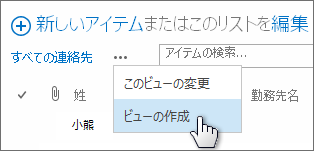 新しいアイテムまたはこのリストを編集
すべての連絡先 ••• アイテムの検索...
このビューの変更
姓 勤務先名
ビューの作成
小熊